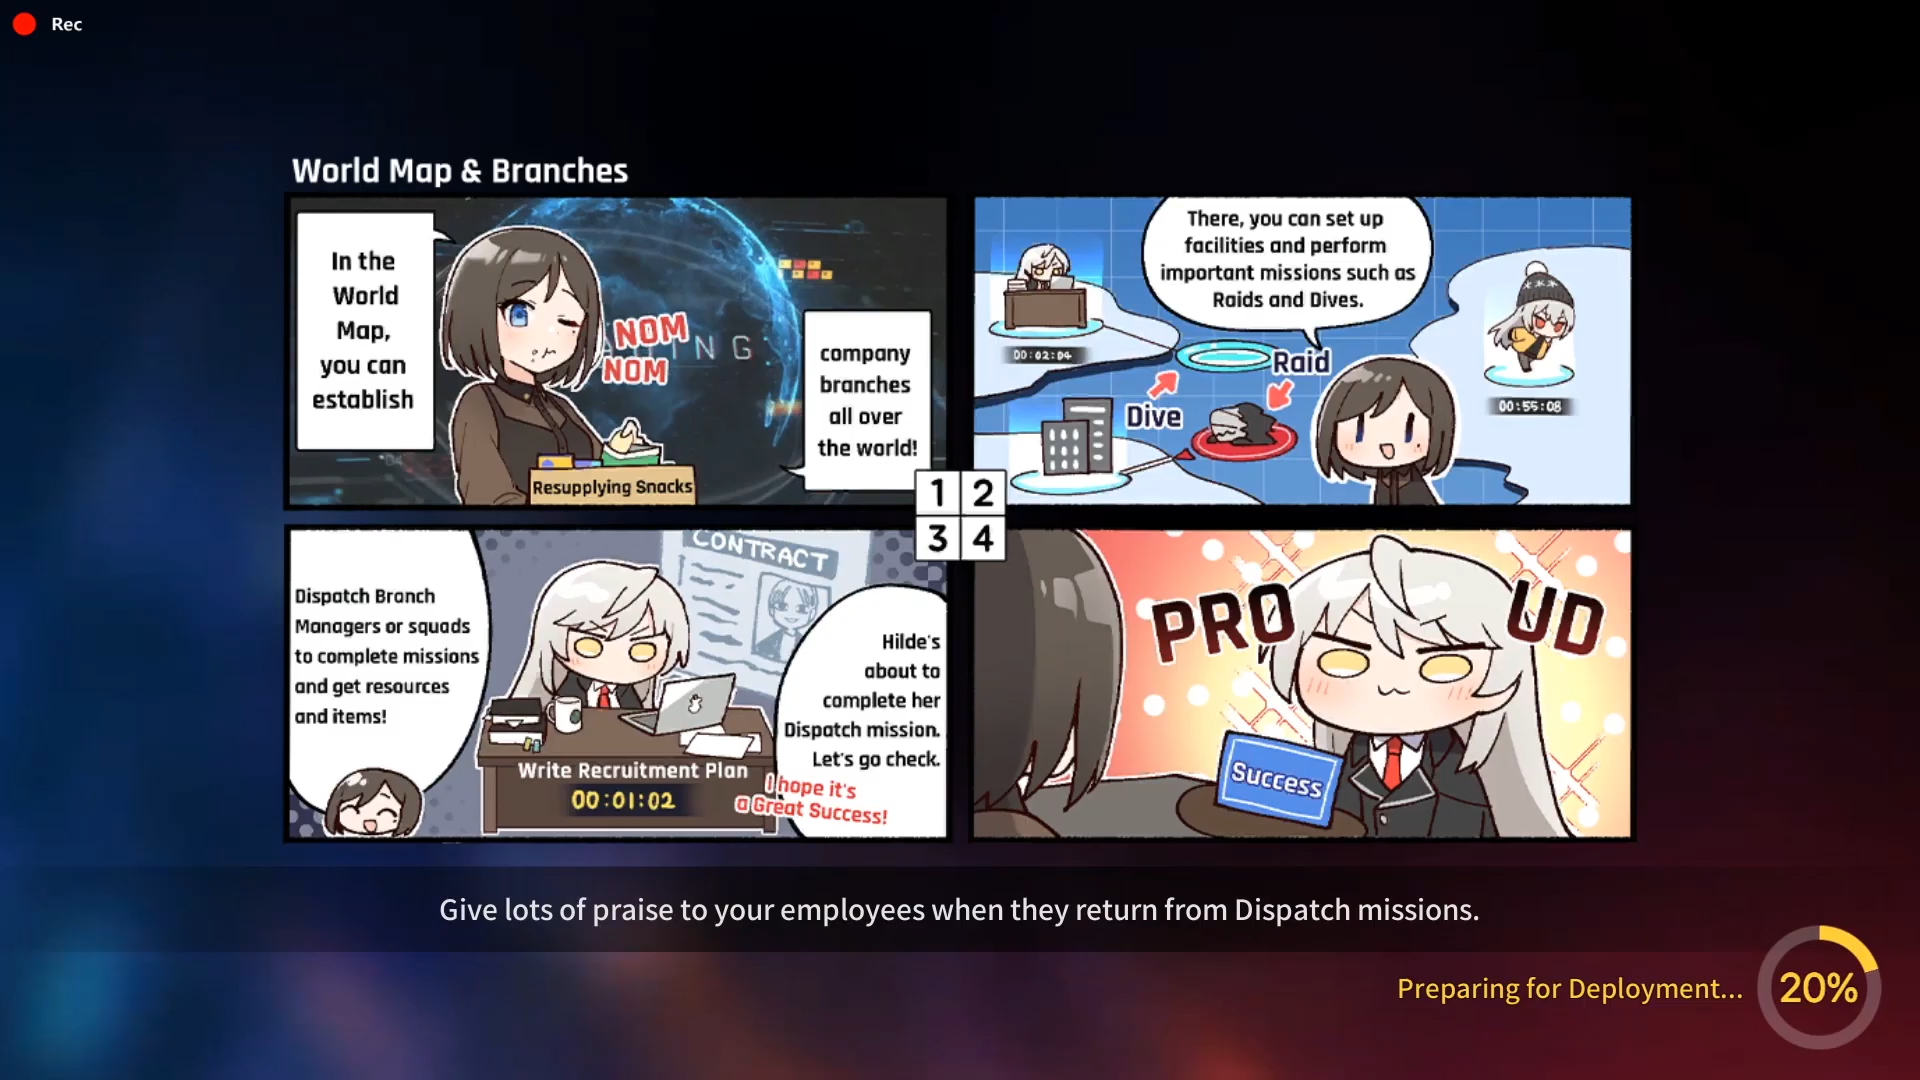 Rec
World Map & Branches
In the
World
Map,
you can
establish
NOM
NOM
company
branches
all over
the world!
Resupplying Snacks
There, you can set up
facilities and perform
important missions such as
Raids and Dives.
00:02:04
Raid
Dive
00:55:08
1 2
3 4
Dispatch Branch
Managers or squads
to complete missions
and get resources
and items!
CONTRACT
Hilde's
about to
complete her
Dispatch mission.
Let's go check.
Write Recruitment Plan
00:01:02
I hope it's
a Great Success!
PROUD
Success
Give lots of praise to your employees when they return from Dispatch missions.
Preparing for Deployment...
20%